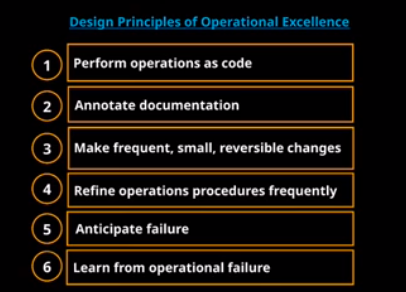 Design Principles of Operational Excellence
1 Perform operations as code
2 Annotate documentation
3 Make frequent, small, reversible changes
4 Refine operations procedures frequently
5 Anticipate failure
6 Learn from operational failure